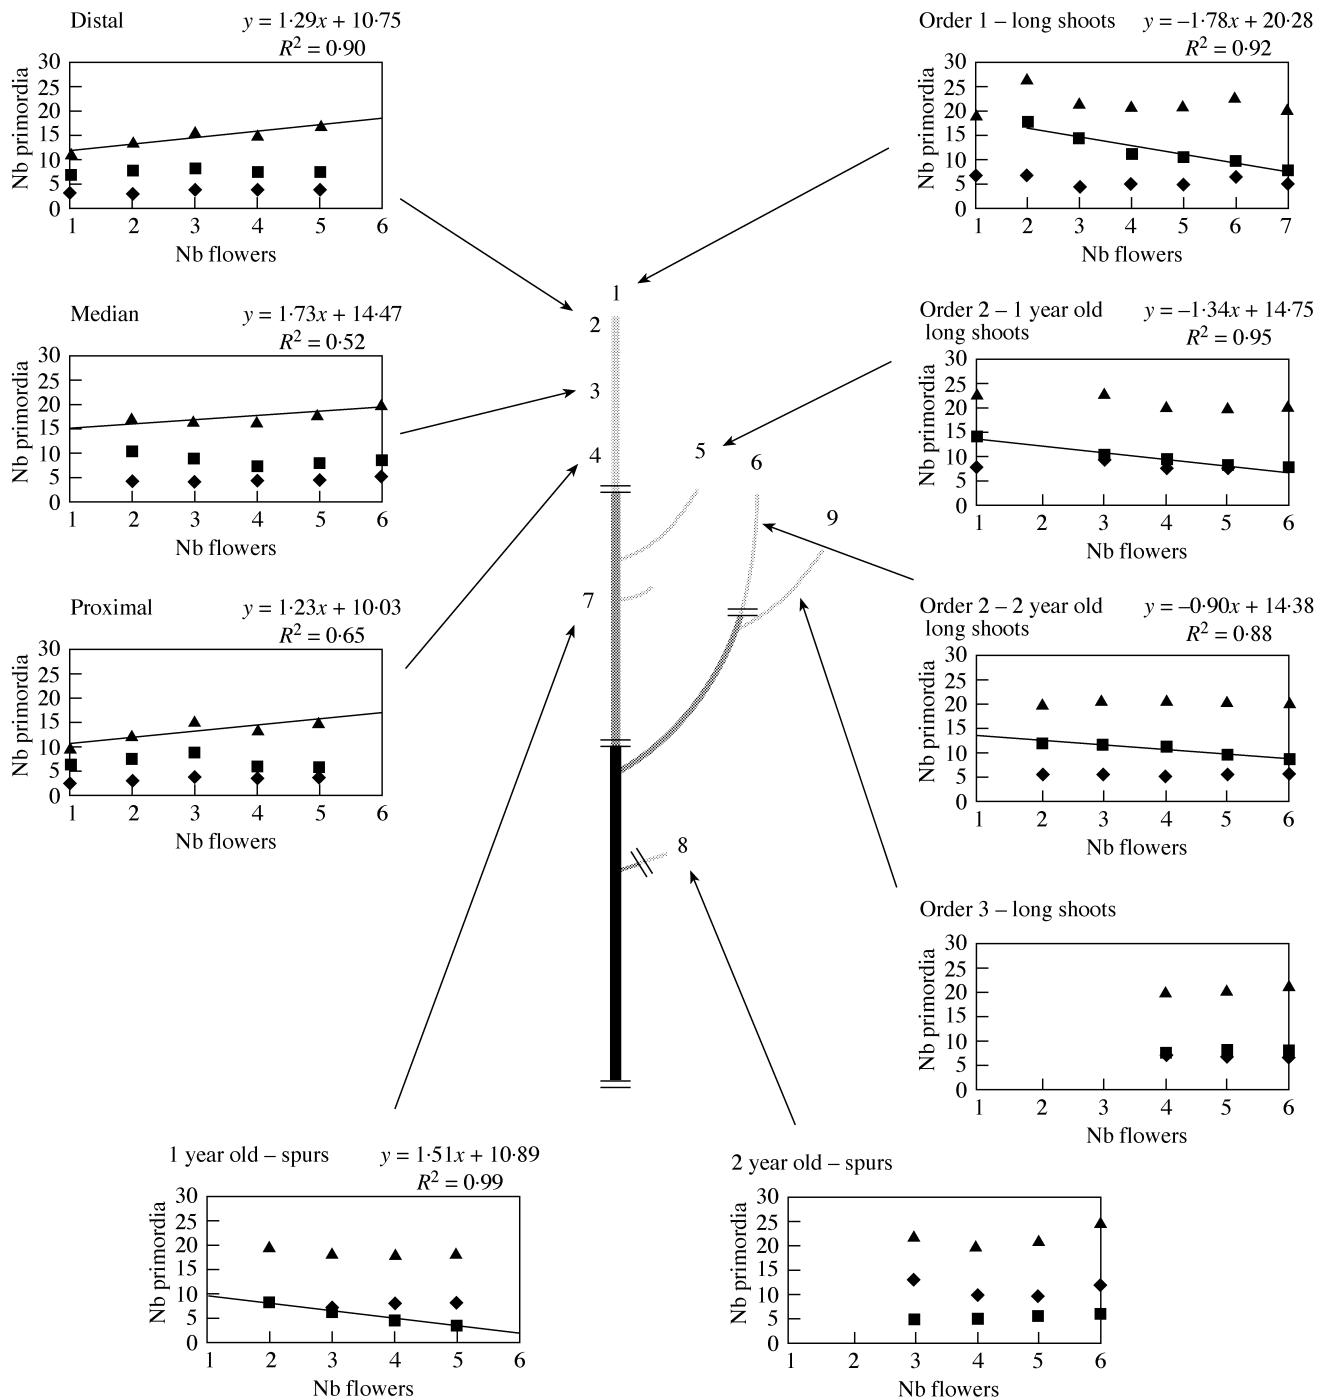 Distal
y = 1·29x + 10·75
R² = 0·90
Nb primordia
30
25
20
15
10
5
0
1 2 3 4 5 6
Nb flowers
Median
y = 1·73x + 14·47
R² = 0·52
Nb primordia
30
25
20
15
10
5
0
1 2 3 4 5 6
Nb flowers
Proximal
y = 1·23x + 10·03
R² = 0·65
Nb primordia
30
25
20
15
10
5
0
1 2 3 4 5 6
Nb flowers
1
2
3
4
5
6
9
7
8
Order 1 – long shoots
y = –1·78x + 20·28
R² = 0·92
Nb primordia
30
25
20
15
10
5
0
1 2 3 4 5 6 7
Nb flowers
Order 2 – 1 year old
long shoots
y = –1·34x + 14·75
R² = 0·95
Nb primordia
30
25
20
15
10
5
0
1 2 3 4 5 6
Nb flowers
Order 2 – 2 year old
long shoots
y = –0·90x + 14·38
R² = 0·88
Nb primordia
30
25
20
15
10
5
0
1 2 3 4 5 6
Nb flowers
Order 3 – long shoots
Nb primordia
30
25
20
15
10
5
0
1 2 3 4 5 6
Nb flowers
1 year old – spurs
y = 1·51x + 10·89
R² = 0·99
Nb primordia
30
25
20
15
10
5
0
1 2 3 4 5 6
Nb flowers
2 year old – spurs
Nb primordia
30
25
20
15
10
5
0
1 2 3 4 5 6
Nb flowers